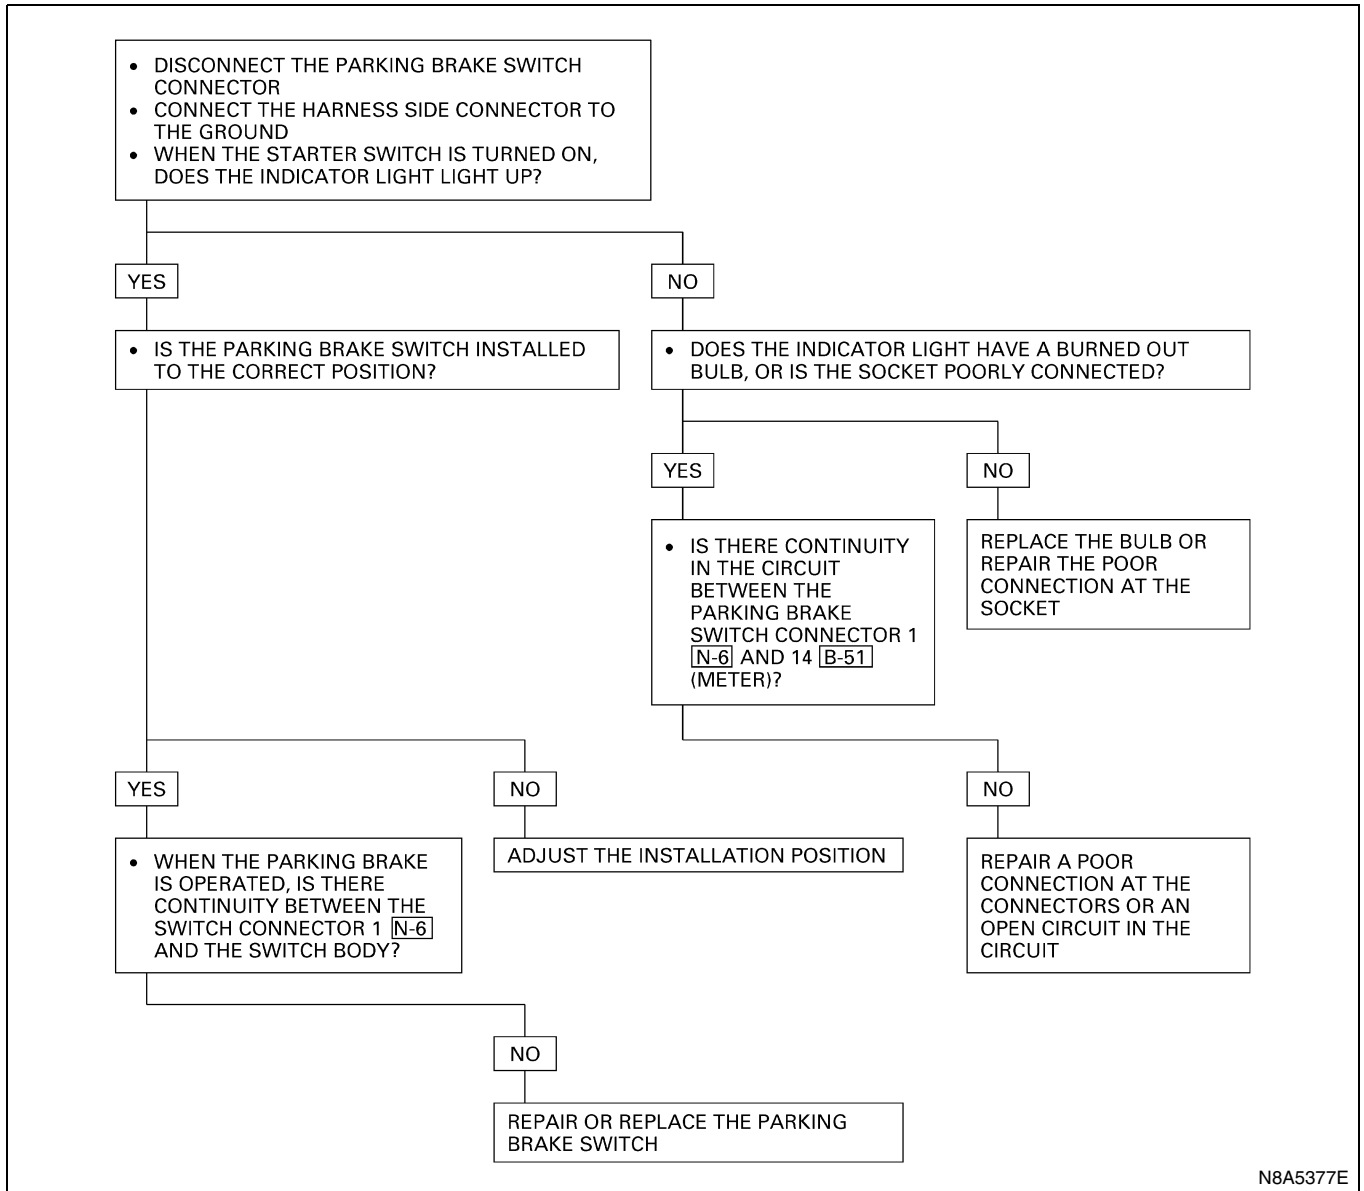 • DISCONNECT THE PARKING BRAKE SWITCH
CONNECTOR
• CONNECT THE HARNESS SIDE CONNECTOR TO
THE GROUND
• WHEN THE STARTER SWITCH IS TURNED ON,
DOES THE INDICATOR LIGHT LIGHT UP?
YES
NO
• IS THE PARKING BRAKE SWITCH INSTALLED
TO THE CORRECT POSITION?
• DOES THE INDICATOR LIGHT HAVE A BURNED OUT
BULB, OR IS THE SOCKET POORLY CONNECTED?
YES
NO
• IS THERE CONTINUITY
IN THE CIRCUIT
BETWEEN THE
PARKING BRAKE
SWITCH CONNECTOR 1
N-6 AND 14 B-51
(METER)?
REPLACE THE BULB OR
REPAIR THE POOR
CONNECTION AT THE
SOCKET
YES
NO
NO
• WHEN THE PARKING BRAKE
IS OPERATED, IS THERE
CONTINUITY BETWEEN THE
SWITCH CONNECTOR 1 N-6
AND THE SWITCH BODY?
ADJUST THE INSTALLATION POSITION
REPAIR A POOR
CONNECTION AT THE
CONNECTORS OR AN
OPEN CIRCUIT IN THE
CIRCUIT
NO
REPAIR OR REPLACE THE PARKING
BRAKE SWITCH
N8A5377E